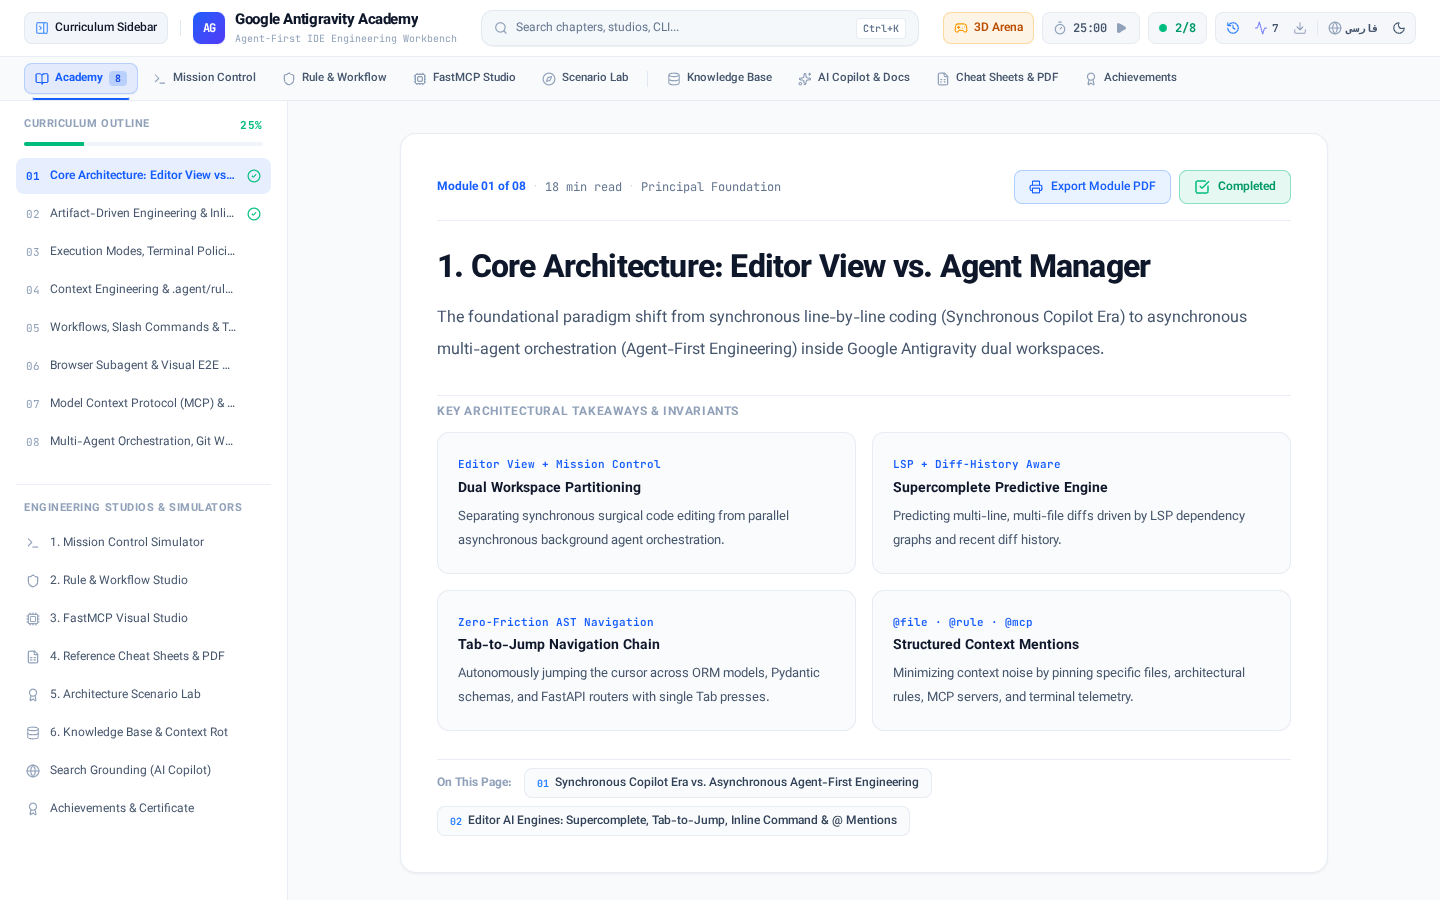 Curriculum Sidebar
AG
Google Antigravity Academy
Agent-First IDE Engineering Workbench
Search chapters, studios, CLI...
Ctrl+K
3D Arena
25:00
2/8
7
فارسی
Academy 8
Mission Control
Rule & Workflow
FastMCP Studio
Scenario Lab
Knowledge Base
AI Copilot & Docs
Cheat Sheets & PDF
Achievements
CURRICULUM OUTLINE
25%
01 Core Architecture: Editor View vs...
02 Artifact-Driven Engineering & Inli...
03 Execution Modes, Terminal Polici...
04 Context Engineering & .agent/rul...
05 Workflows, Slash Commands & T...
06 Browser Subagent & Visual E2E ...
07 Model Context Protocol (MCP) & ...
08 Multi-Agent Orchestration, Git W...
ENGINEERING STUDIOS & SIMULATORS
1. Mission Control Simulator
2. Rule & Workflow Studio
3. FastMCP Visual Studio
4. Reference Cheat Sheets & PDF
5. Architecture Scenario Lab
6. Knowledge Base & Context Rot
Search Grounding (AI Copilot)
Achievements & Certificate
Module 01 of 08 · 18 min read · Principal Foundation
Export Module PDF
Completed
1. Core Architecture: Editor View vs. Agent Manager
The foundational paradigm shift from synchronous line-by-line coding (Synchronous Copilot Era) to asynchronous
multi-agent orchestration (Agent-First Engineering) inside Google Antigravity dual workspaces.
KEY ARCHITECTURAL TAKEAWAYS & INVARIANTS
Editor View + Mission Control
Dual Workspace Partitioning
Separating synchronous surgical code editing from parallel
asynchronous background agent orchestration.
LSP + Diff-History Aware
Supercomplete Predictive Engine
Predicting multi-line, multi-file diffs driven by LSP dependency
graphs and recent diff history.
Zero-Friction AST Navigation
Tab-to-Jump Navigation Chain
Autonomously jumping the cursor across ORM models, Pydantic
schemas, and FastAPI routers with single Tab presses.
@file · @rule · @mcp
Structured Context Mentions
Minimizing context noise by pinning specific files, architectural
rules, MCP servers, and terminal telemetry.
On This Page:
01 Synchronous Copilot Era vs. Asynchronous Agent-First Engineering
02 Editor AI Engines: Supercomplete, Tab-to-Jump, Inline Command & @ Mentions